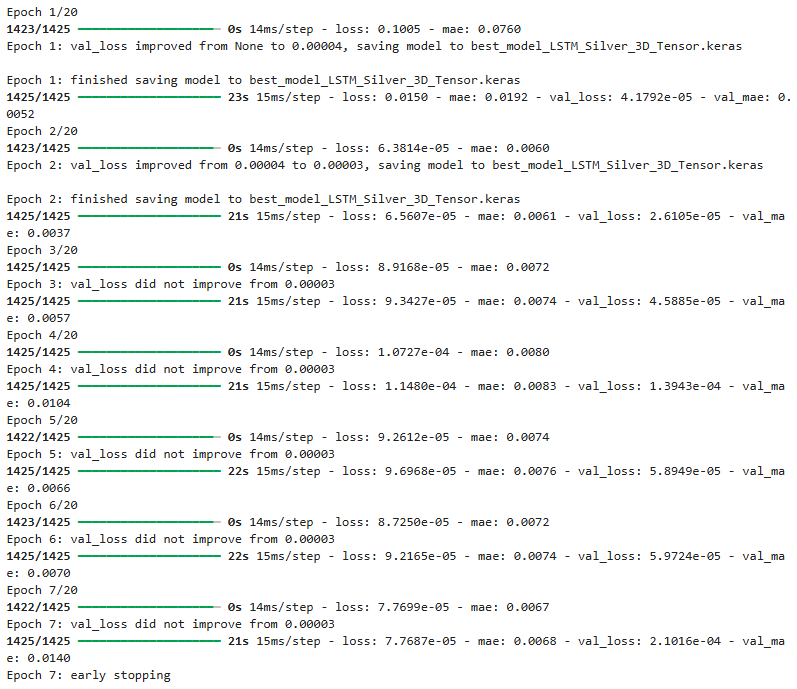 Epoch 1/20
1423/1425 ━━━━━━━━━━━━━━━━━━━━ 0s 14ms/step - loss: 0.1005 - mae: 0.0760
Epoch 1: val_loss improved from None to 0.00004, saving model to best_model_LSTM_Silver_3D_Tensor.keras

Epoch 1: finished saving model to best_model_LSTM_Silver_3D_Tensor.keras
1425/1425 ━━━━━━━━━━━━━━━━━━━━ 23s 15ms/step - loss: 0.0150 - mae: 0.0192 - val_loss: 4.1792e-05 - val_mae: 0.
0052
Epoch 2/20
1423/1425 ━━━━━━━━━━━━━━━━━━━━ 0s 14ms/step - loss: 6.3814e-05 - mae: 0.0060
Epoch 2: val_loss improved from 0.00004 to 0.00003, saving model to best_model_LSTM_Silver_3D_Tensor.keras

Epoch 2: finished saving model to best_model_LSTM_Silver_3D_Tensor.keras
1425/1425 ━━━━━━━━━━━━━━━━━━━━ 21s 15ms/step - loss: 6.5607e-05 - mae: 0.0061 - val_loss: 2.6105e-05 - val_ma
e: 0.0037
Epoch 3/20
1425/1425 ━━━━━━━━━━━━━━━━━━━━ 0s 14ms/step - loss: 8.9168e-05 - mae: 0.0072
Epoch 3: val_loss did not improve from 0.00003
1425/1425 ━━━━━━━━━━━━━━━━━━━━ 21s 15ms/step - loss: 9.3427e-05 - mae: 0.0074 - val_loss: 4.5885e-05 - val_ma
e: 0.0057
Epoch 4/20
1425/1425 ━━━━━━━━━━━━━━━━━━━━ 0s 14ms/step - loss: 1.0727e-04 - mae: 0.0080
Epoch 4: val_loss did not improve from 0.00003
1425/1425 ━━━━━━━━━━━━━━━━━━━━ 21s 15ms/step - loss: 1.1480e-04 - mae: 0.0083 - val_loss: 1.3943e-04 - val_ma
e: 0.0104
Epoch 5/20
1422/1425 ━━━━━━━━━━━━━━━━━━━━ 0s 14ms/step - loss: 9.2612e-05 - mae: 0.0074
Epoch 5: val_loss did not improve from 0.00003
1425/1425 ━━━━━━━━━━━━━━━━━━━━ 22s 15ms/step - loss: 9.6968e-05 - mae: 0.0076 - val_loss: 5.8949e-05 - val_ma
e: 0.0066
Epoch 6/20
1423/1425 ━━━━━━━━━━━━━━━━━━━━ 0s 14ms/step - loss: 8.7250e-05 - mae: 0.0072
Epoch 6: val_loss did not improve from 0.00003
1425/1425 ━━━━━━━━━━━━━━━━━━━━ 22s 15ms/step - loss: 9.2165e-05 - mae: 0.0074 - val_loss: 5.9724e-05 - val_ma
e: 0.0070
Epoch 7/20
1422/1425 ━━━━━━━━━━━━━━━━━━━━ 0s 14ms/step - loss: 7.7699e-05 - mae: 0.0067
Epoch 7: val_loss did not improve from 0.00003
1425/1425 ━━━━━━━━━━━━━━━━━━━━ 21s 15ms/step - loss: 7.7687e-05 - mae: 0.0068 - val_loss: 2.1016e-04 - val_ma
e: 0.0140
Epoch 7: early stopping